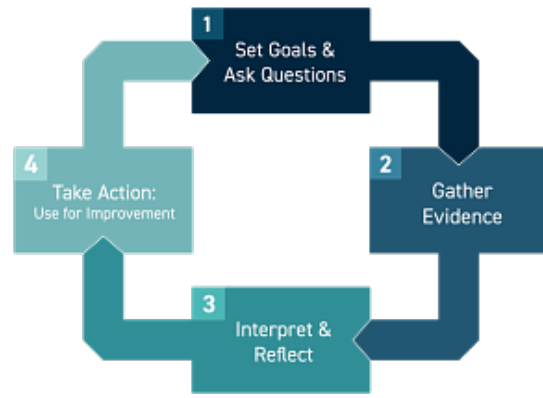 1
Set Goals &
Ask Questions
2
Gather
Evidence
3
Interpret &
Reflect
4
Take Action:
Use for Improvement